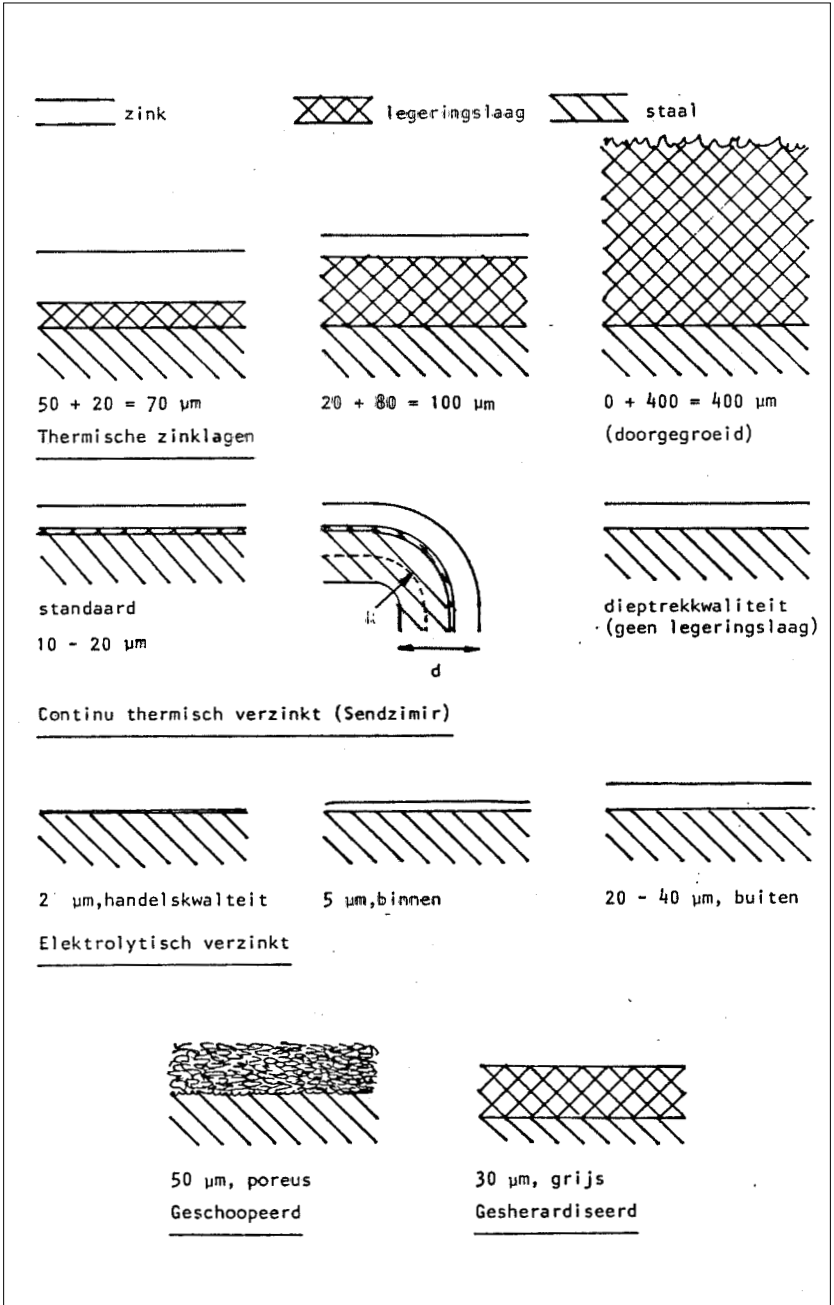 zink
legeringslaag
staal
50 + 20 = 70 µm
20 + 80 = 100 µm
0 + 400 = 400 µm
Thermische zinklagen
(doorgegroeid)
standaard
10 - 20 µm
d
dieptrekkwaliteit
(geen legeringslaag)
Continu thermisch verzinkt (Sendzimir)
2 µm,handelskwalteit
5 µm,binnen
20 - 40 µm, buiten
Elektrolytisch verzinkt
50 µm, poreus
Geschoopeerd
30 µm, grijs
Gesherardiseerd